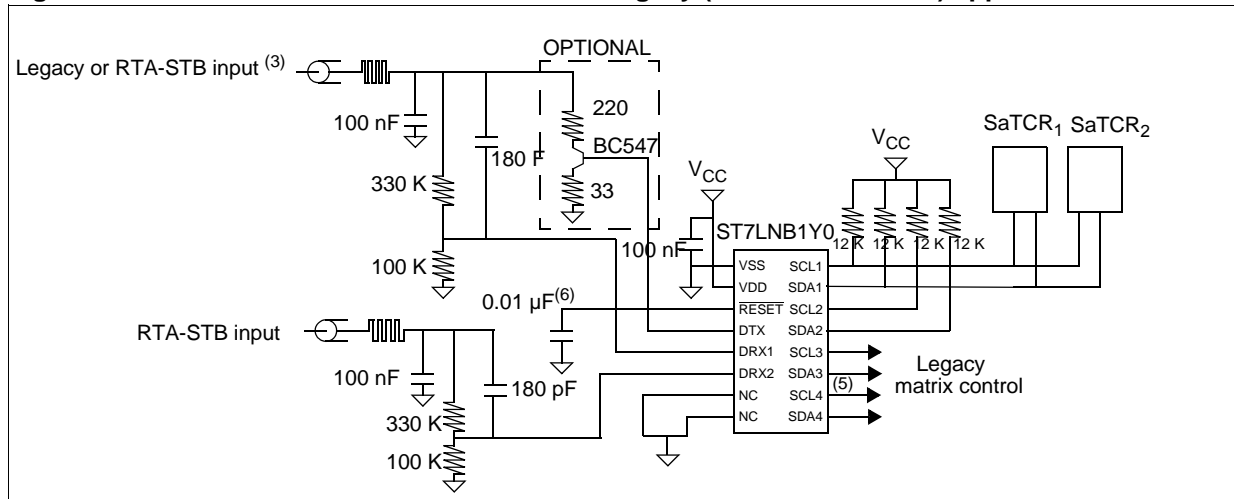 OPTIONAL
Legacy or RTA-STB input (3)
100 nF
180 F
220
BC547
33
330 K
100 K
VCC
100 nF
ST7LNB1Y0
VCC
12 K 12 K 12 K 12 K
SaTCR1 SaTCR2
VSS SCL1
VDD SDA1
RESET SCL2
DTX SDA2
DRX1 SCL3
DRX2 SDA3
NC SCL4
NC SDA4
(5)
Legacy
matrix control
0.01 µF(6)
RTA-STB input
100 nF
180 pF
330 K
100 K